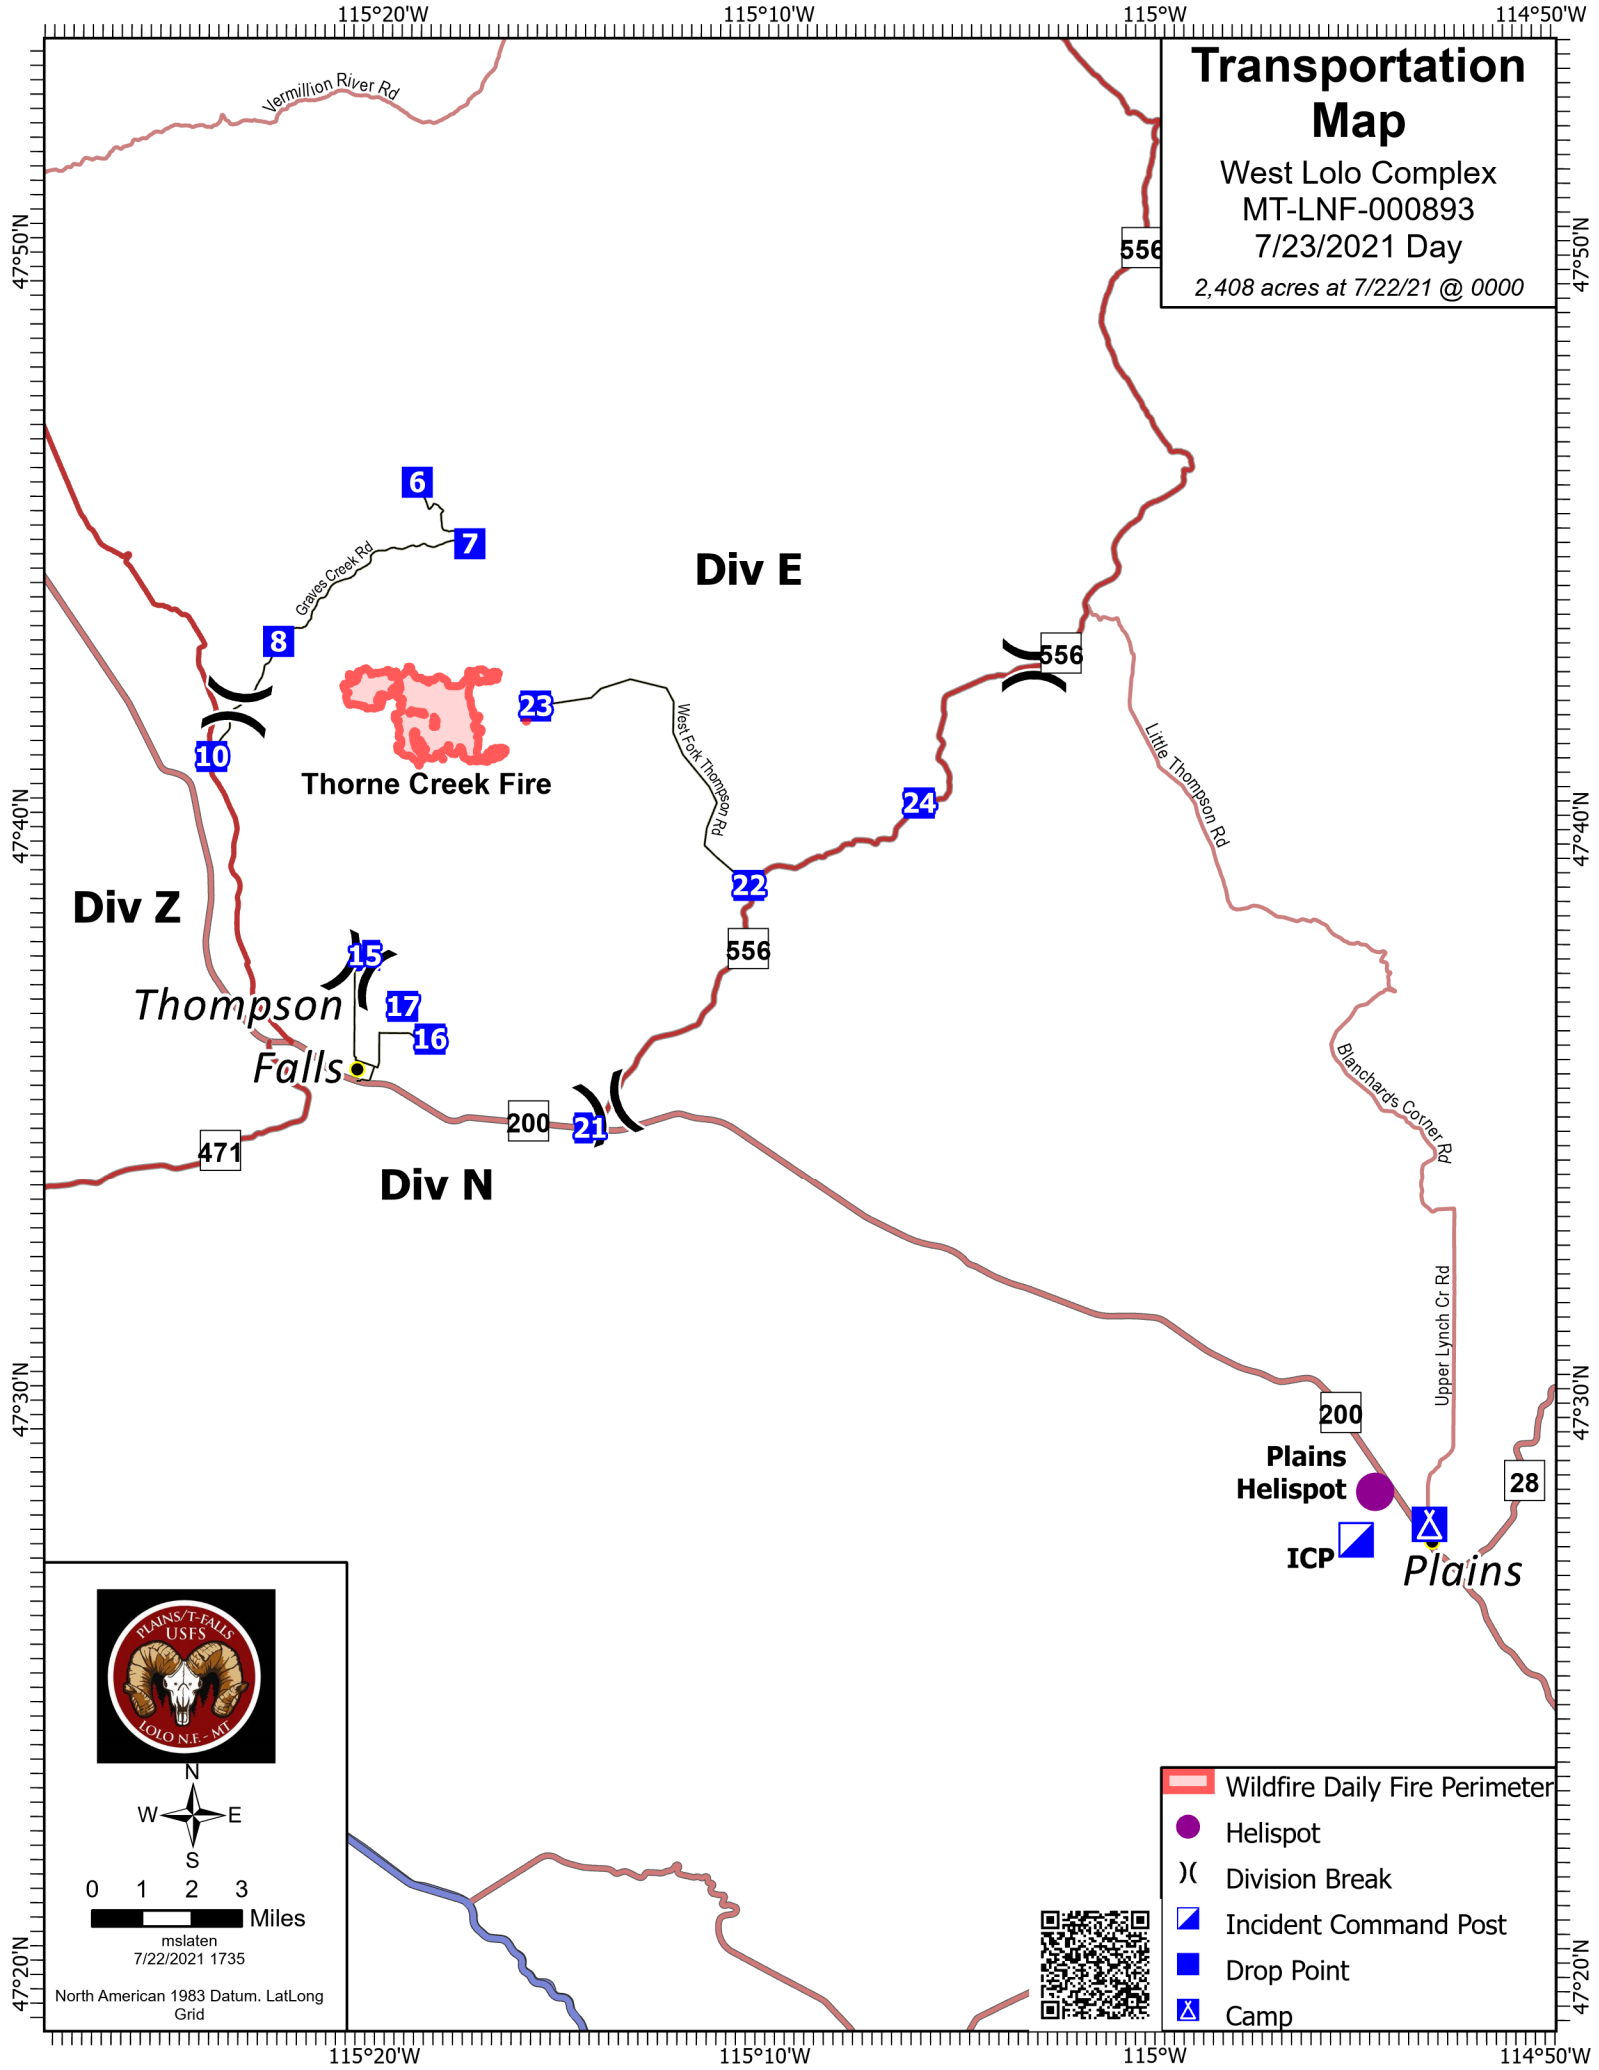 115°20'W
115°10'W
115°W
114°50'W
Transportation
Map
West Lolo Complex
MT-LNF-000893
7/23/2021 Day
2,408 acres at 7/22/21 @ 0000
Vermillion River Rd
47°50'N
47°50'N
556
6
7
Graves Creek Rd
Div E
8
556
23
10
Thorne Creek Fire
West Fork Thompson Rd
Little Thompson Rd
24
47°40'N
47°40'N
22
Div Z
15
556
17
Thompson
16
Falls
Blanchards Corner Rd
200
21
471
Div N
Upper Lynch Cr Rd
47°30'N
47°30'N
200
Plains
Helispot
28
ICP
Plains
PLAINS/T-FALLS
USFS
LOLO N.F. - MT
N
W
E
S
0 1 2 3
Miles
mslaten
7/22/2021 1735
North American 1983 Datum. LatLong
Grid
Wildfire Daily Fire Perimeter
Helispot
Division Break
Incident Command Post
Drop Point
Camp
47°20'N
47°20'N
115°20'W
115°10'W
115°W
114°50'W